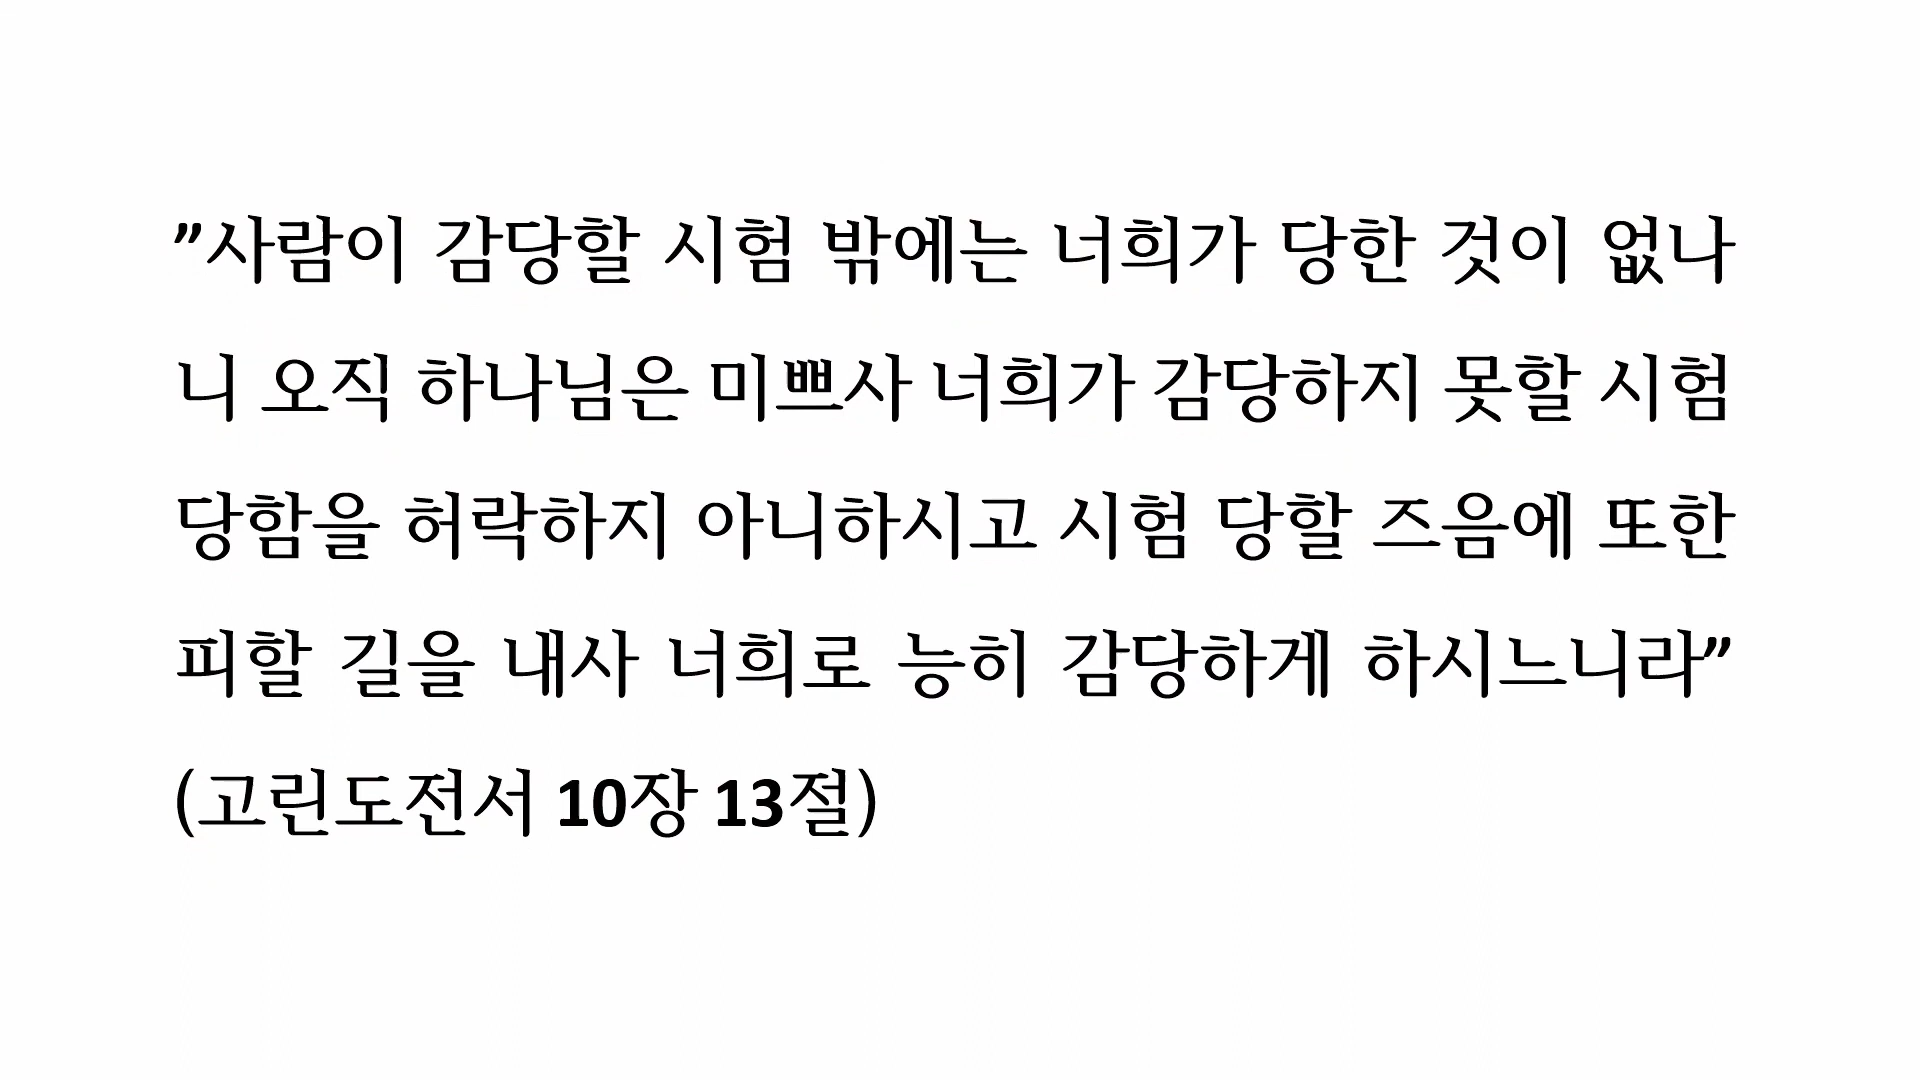 ”사람이 감당할 시험 밖에는 너희가 당한 것이 없나
니 오직 하나님은 미쁘사 너희가 감당하지 못할 시험
당함을 허락하지 아니하시고 시험 당할 즈음에 또한
피할 길을 내사 너희로 능히 감당하게 하시느니라”
(고린도전서 10장 13절)